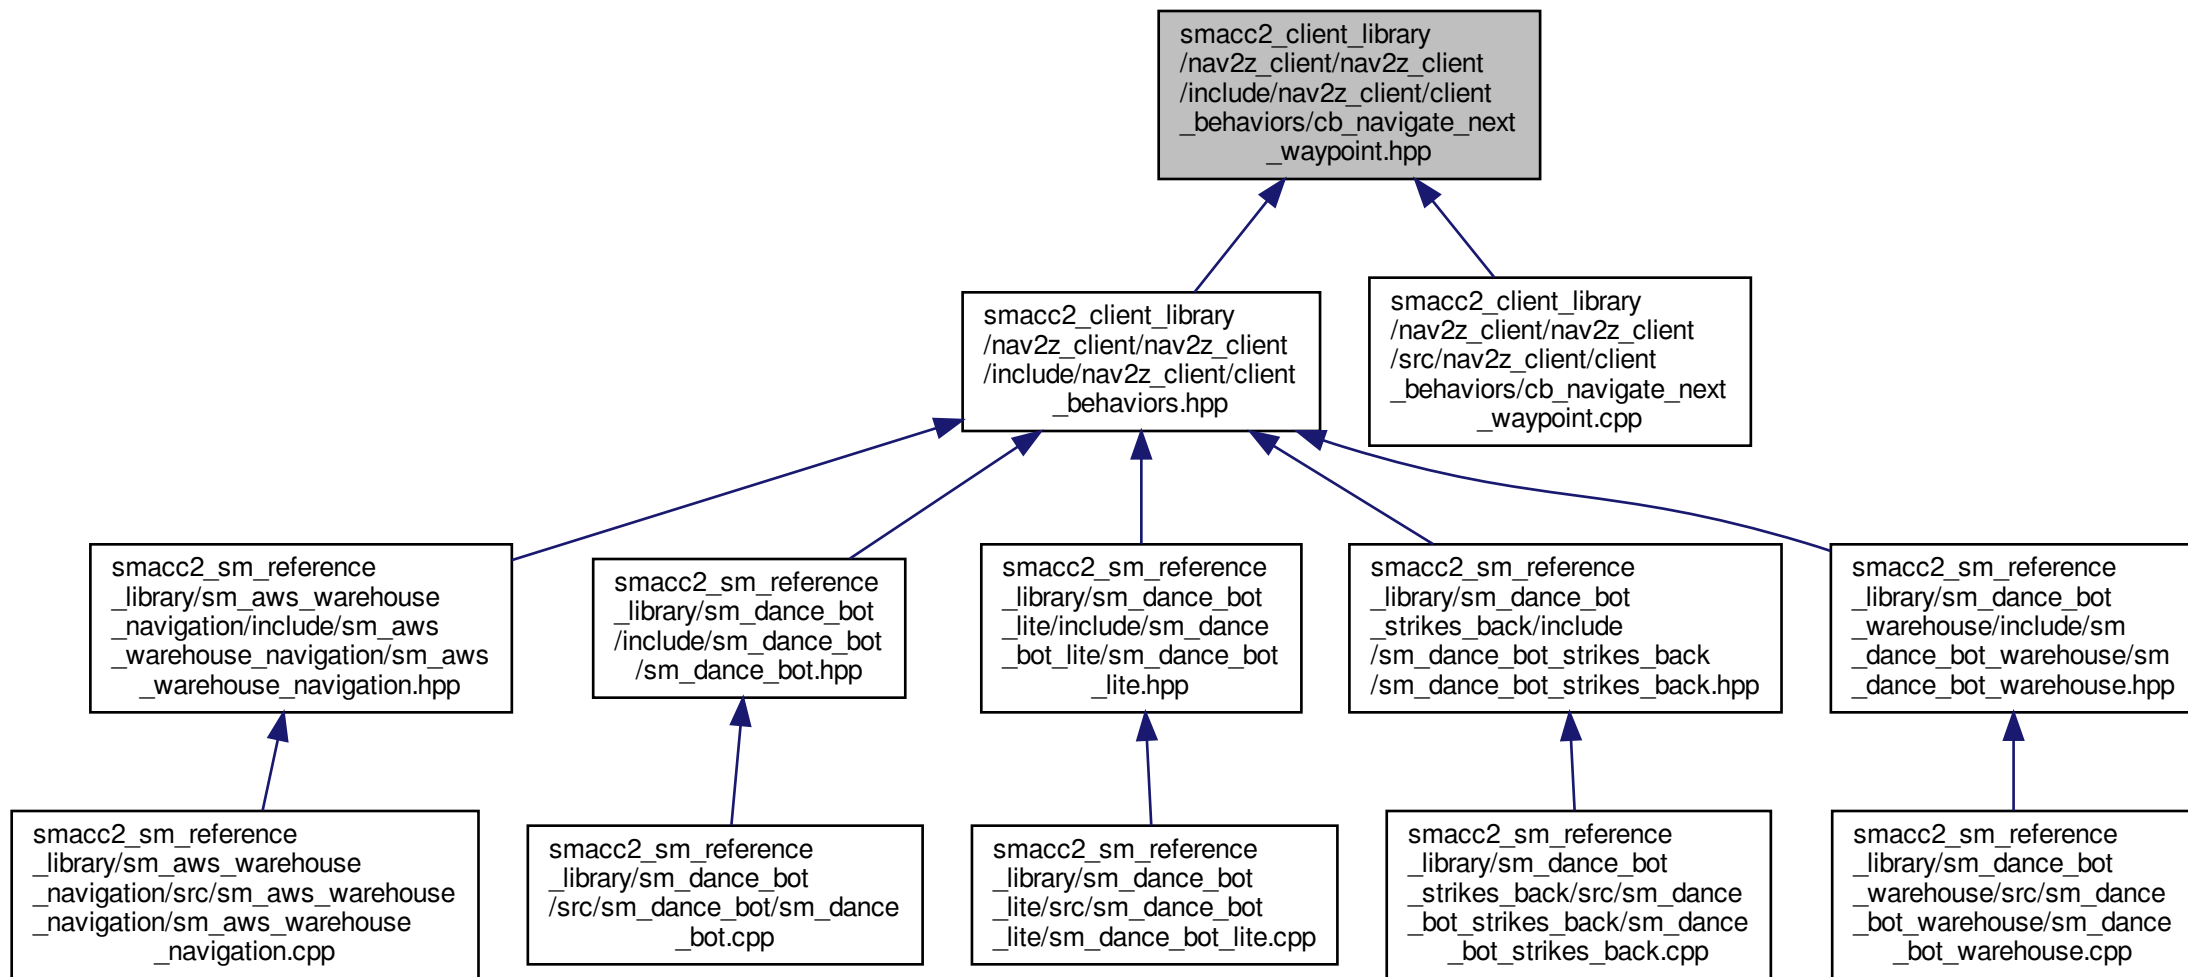 smacc2_client_library
/nav2z_client/nav2z_client
/include/nav2z_client/client
_behaviors/cb_navigate_next
_waypoint.hpp
smacc2_client_library
/nav2z_client/nav2z_client
/include/nav2z_client/client
_behaviors.hpp
smacc2_client_library
/nav2z_client/nav2z_client
/src/nav2z_client/client
_behaviors/cb_navigate_next
_waypoint.cpp
smacc2_sm_reference
_library/sm_aws_warehouse
_navigation/include/sm_aws
_warehouse_navigation/sm_aws
_warehouse_navigation.hpp
smacc2_sm_reference
_library/sm_dance_bot
/include/sm_dance_bot
/sm_dance_bot.hpp
smacc2_sm_reference
_library/sm_dance_bot
_lite/include/sm_dance
_bot_lite/sm_dance_bot
_lite.hpp
smacc2_sm_reference
_library/sm_dance_bot
_strikes_back/include
/sm_dance_bot_strikes_back
/sm_dance_bot_strikes_back.hpp
smacc2_sm_reference
_library/sm_dance_bot
_warehouse/include/sm
_dance_bot_warehouse/sm
_dance_bot_warehouse.hpp
smacc2_sm_reference
_library/sm_aws_warehouse
_navigation/src/sm_aws_warehouse
_navigation/sm_aws_warehouse
_navigation.cpp
smacc2_sm_reference
_library/sm_dance_bot
/src/sm_dance_bot/sm_dance
_bot.cpp
smacc2_sm_reference
_library/sm_dance_bot
_lite/src/sm_dance_bot
_lite/sm_dance_bot_lite.cpp
smacc2_sm_reference
_library/sm_dance_bot
_strikes_back/src/sm_dance
_bot_strikes_back/sm_dance
_bot_strikes_back.cpp
smacc2_sm_reference
_library/sm_dance_bot
_warehouse/src/sm_dance
_bot_warehouse/sm_dance
_bot_warehouse.cpp